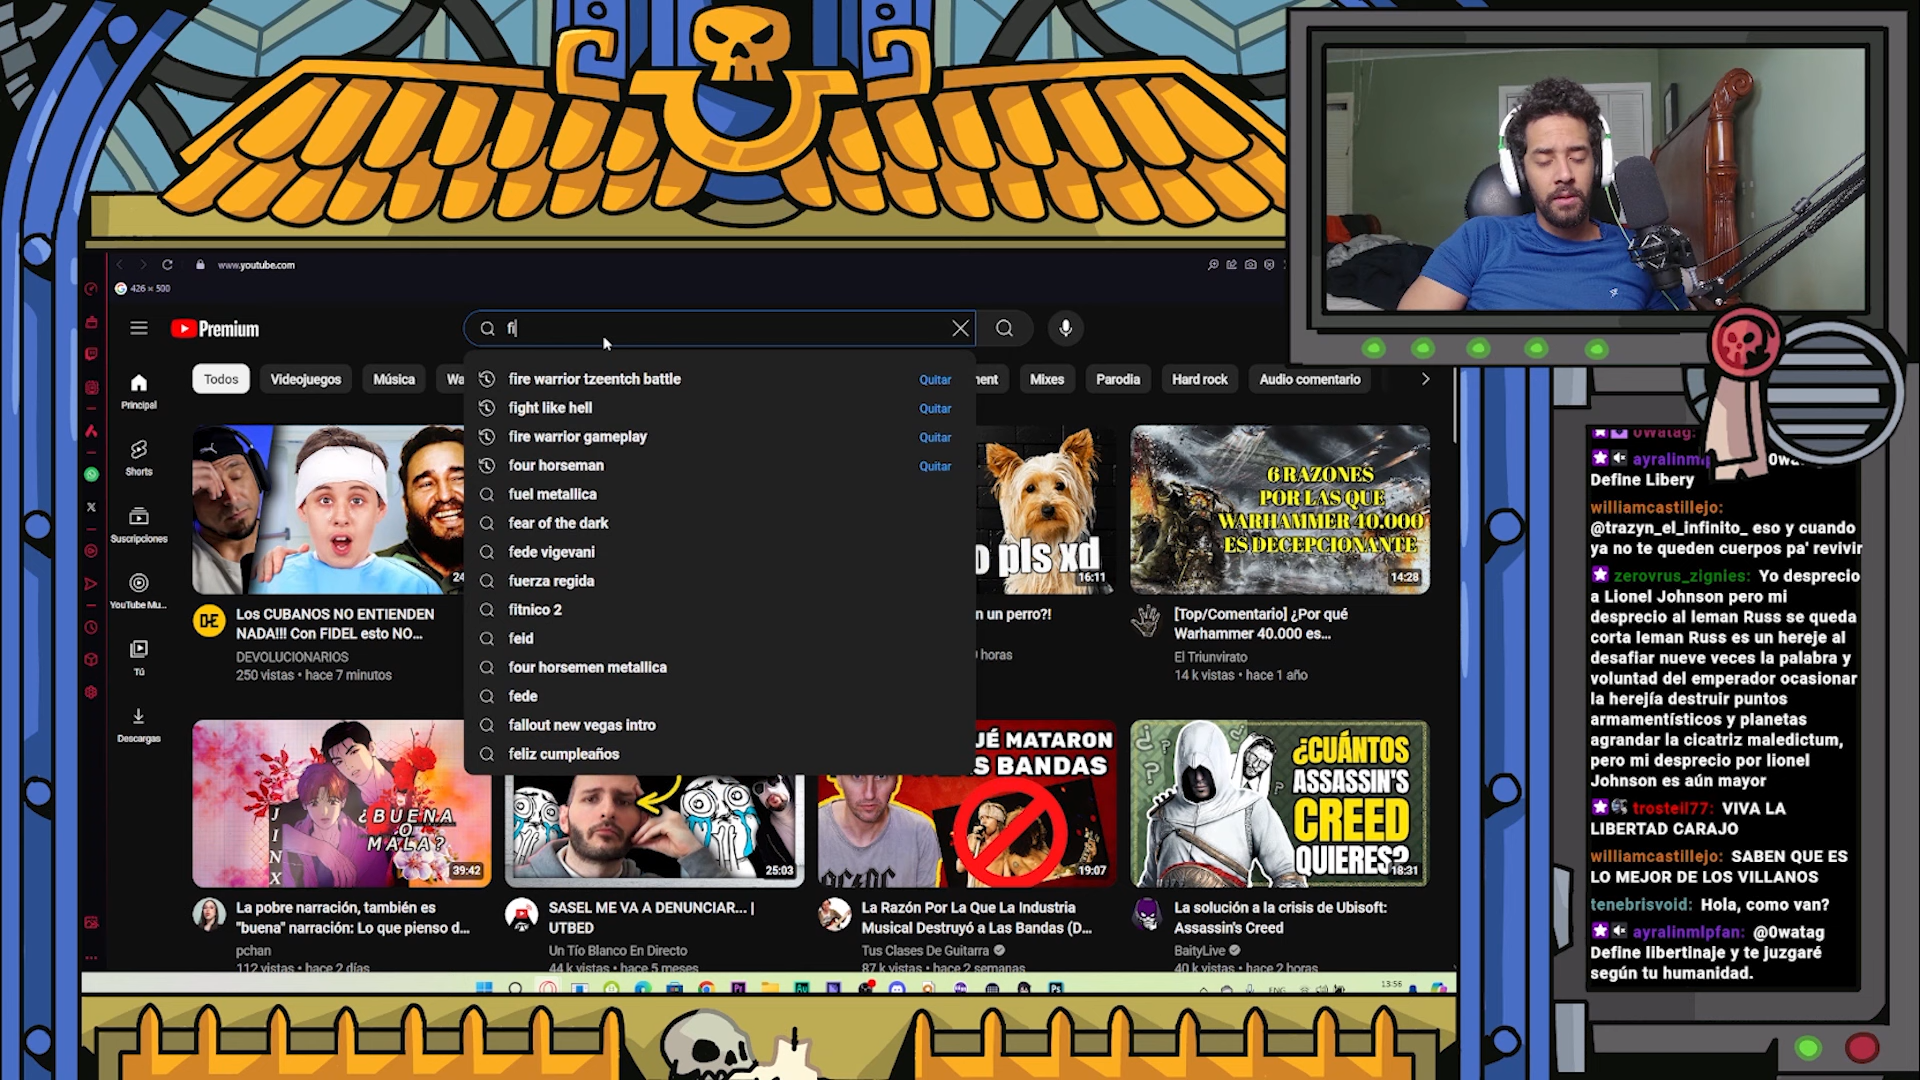 www.youtube.com
426 × 500
Premium
fi
fire warrior tzeentch battle
Quitar
fight like hell
Quitar
fire warrior gameplay
Quitar
four horseman
Quitar
fuel metallica
fear of the dark
fede vigevani
fuerza regida
fitnico 2
feid
four horsemen metallica
fede
fallout new vegas intro
feliz cumpleaños
Todos
Videojuegos
Música
Mixes
Parodia
Hard rock
Audio comentario
Principal
Shorts
Suscripciones
YouTube Mu...
Tú
Descargas
Los CUBANOS NO ENTIENDEN
NADA!!! Con FIDEL esto NO...
DEVOLUCIONARIOS
250 vistas • hace 7 minutos
pls xd
16:11
n un perro?!
horas
6 RAZONES
POR LAS QUE
WARHAMMER 40.000
ES DECEPCIONANTE
14:28
[Top/Comentario] ¿Por qué
Warhammer 40.000 es...
El Triunvirato
14 k vistas • hace 1 año
JINX
¿BUENA
O
MALA?
39:42
La pobre narración, también es
"buena" narración: Lo que pienso d...
pchan
112 vistas • hace 2 días
25:03
SASEL ME VA A DENUNCIAR... |
UTBED
Un Tío Blanco En Directo
44 k vistas • hace 5 meses
UÉ MATARON
S BANDAS
AC/DC
19:07
La Razón Por La Que La Industria
Musical Destruyó a Las Bandas (D...
Tus Clases De Guitarra
87 k vistas • hace 2 semanas
¿CUÁNTOS
ASSASSIN'S
CREED
QUIERES?
18:31
La solución a la crisis de Ubisoft:
Assassin's Creed
BaityLive
40 k vistas • hace 2 horas
ENG
13:56
0watag:
ayralinm
Define Libery
williamcastillejo:
@trazyn_el_infinito_ eso y cuando
ya no te queden cuerpos pa' revivir
zerovrus_zignies: Yo desprecio
a Lionel Johnson pero mi
desprecio al leman Russ se queda
corta leman Russ es un hereje al
desafiar nueve veces la palabra y
voluntad del emperador ocasionar
la herejía destruir puntos
armamentísticos y planetas
agrandar la cicatriz maledictum,
pero mi desprecio por lionel
Johnson es aún mayor
trosteil77: VIVA LA
LIBERTAD CARAJO
williamcastillejo: SABEN QUE ES
LO MEJOR DE LOS VILLANOS
tenebrisvoid: Hola, como van?
ayralinmlpfan: @0watag
Define libertinaje y te juzgaré
según tu humanidad.